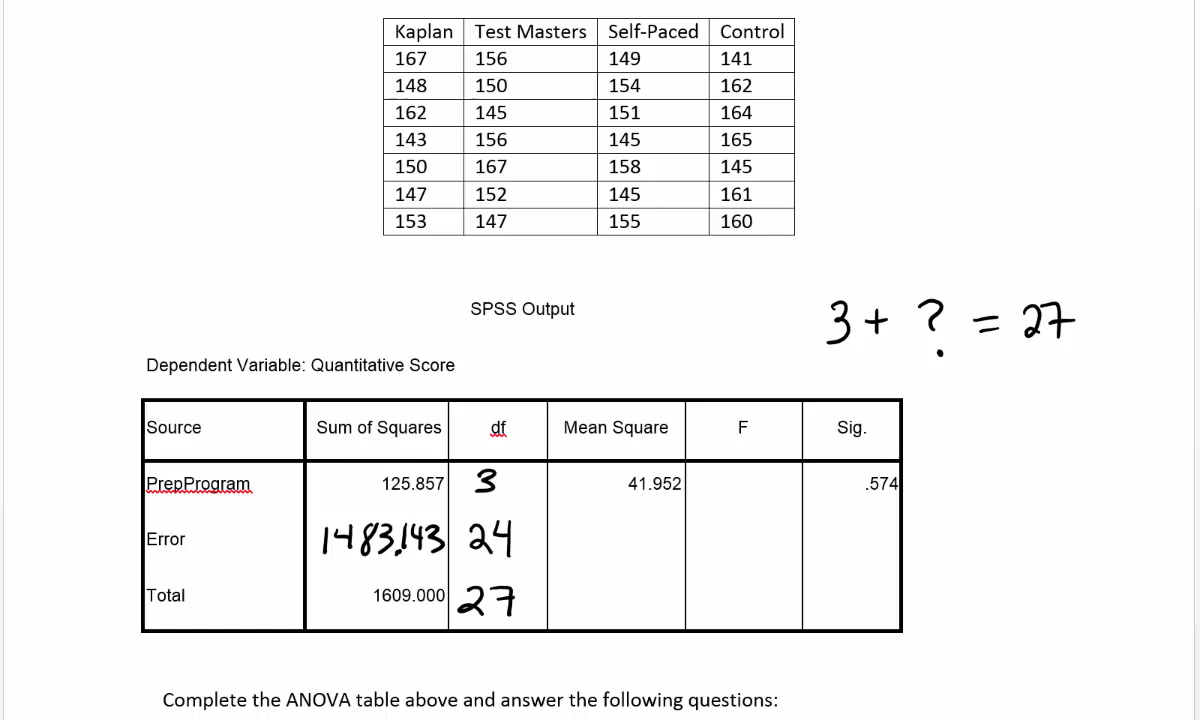 Kaplan Test Masters Self-Paced Control
167 156 149 141
148 150 154 162
162 145 151 164
143 156 145 165
150 167 158 145
147 152 145 161
153 147 155 160
SPSS Output
3 + ? = 27
Dependent Variable: Quantitative Score
Source Sum of Squares df Mean Square F Sig.
PrepProgram 125.857 3 41.952 .574
Error 1483.143 24
Total 1609.000 27
Complete the ANOVA table above and answer the following questions: